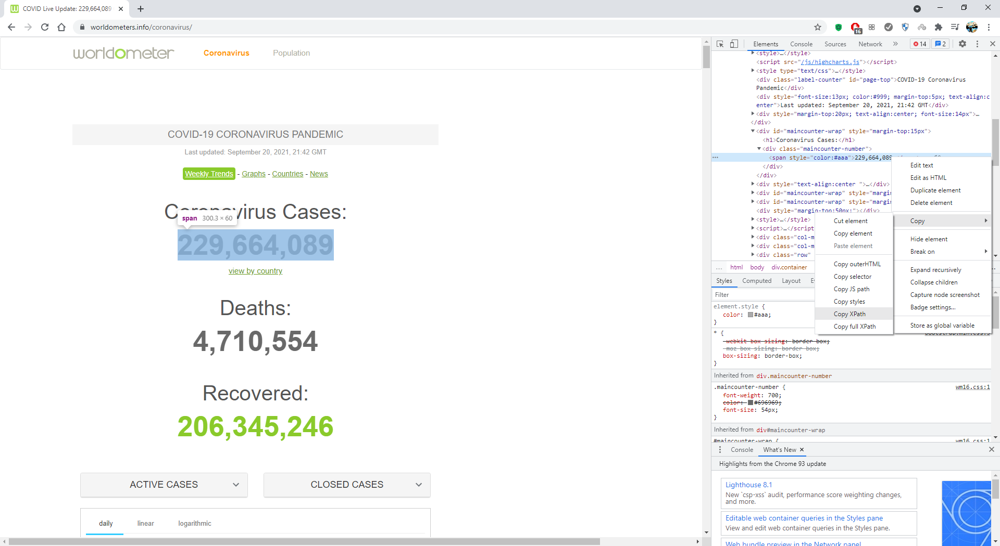 COVID Live Update: 229,664,089
worldometers.info/coronavirus/
16
worldometer
Coronavirus
Population
COVID-19 CORONAVIRUS PANDEMIC
Last updated: September 20, 2021, 21:42 GMT
Weekly Trends - Graphs - Countries - News
Coronavirus Cases:
span 300.3 × 60
229,664,089
view by country
Deaths:
4,710,554
Recovered:
206,345,246
ACTIVE CASES
CLOSED CASES
daily
linear
logarithmic
Elements
Console
Sources
Network
14
2
<style>…</style>
<script src="/js/highcharts.js"></script>
<style type="text/css">…</style>
<div class="label-counter" id="page-top">COVID-19 Coronavirus
Pandemic</div>
<div style="font-size:13px; color:#999; margin-top:5px; text-align:c
enter">Last updated: September 20, 2021, 21:42 GMT</div>
<div style="margin-top:20px; text-align:center; font-size:14px">…
</div>
<div id="maincounter-wrap" style="margin-top:15px">
<h1>Coronavirus Cases:</h1>
<div class="maincounter-number">
<span style="color:#aaa">229,664,089
</div>
</div>
<div style="text-align:center ">…</div>
<div id="maincounter-wrap" style="margin
<div id="maincounter-wrap" style="margin
<div style="margin-top:50px;"></div>
<style>…</style>
<script>…</script
<div class="col-m
<div class="col-m
<div class="row"
Edit text
Edit as HTML
Duplicate element
Delete element
Copy
Hide element
Break on
Expand recursively
Collapse children
Capture node screenshot
Badge settings...
Store as global variable
Cut element
Copy element
Paste element
Copy outerHTML
Copy selector
Copy JS path
Copy styles
Copy XPath
Copy full XPath
... html body div.container
Styles
Computed
Layout
Filter
element.style {
color: #aaa;
}
bootstrap.min.css:5
* {
-webkit-box-sizing: border-box;
-moz-box-sizing: border-box;
box-sizing: border-box;
}
Inherited from div.maincounter-number
.maincounter-number {
wm16.css:1
font-weight: 700;
color: #696969;
font-size: 54px;
}
Inherited from div#maincounter-wrap
#maincounter-wrap {
wm16.css:1
Console
What's New
Highlights from the Chrome 93 update
Lighthouse 8.1
New `csp-xss` audit, performance score weighting changes,
and more.
Editable web container queries in the Styles pane
View and edit web container queries in the Styles pane.
Web bundle preview in the Network panel